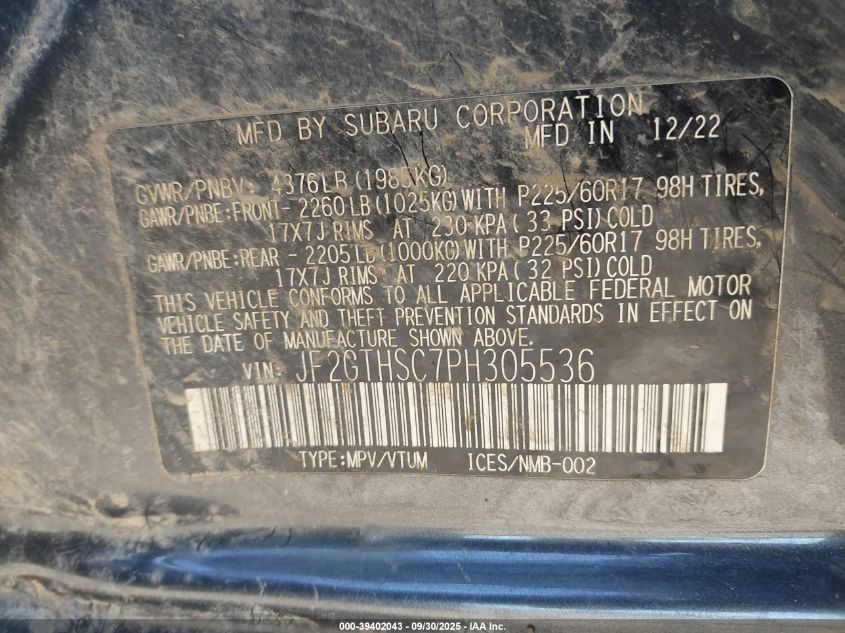 MFD BY SUBARU CORPORATION
MFD IN 12/22
GVWR/PNBV: 4376LB(1985KG)
GAWR/PNBE:FRONT- 2260LB(1025KG)WITH P225/60R17 98H TIRES,
17X7J RIMS AT 230 KPA(33 PSI)COLD
GAWR/PNBE:REAR - 2205LB(1000KG)WITH P225/60R17 98H TIRES,
17X7J RIMS AT 220 KPA(32 PSI)COLD
THIS VEHICLE CONFORMS TO ALL APPLICABLE FEDERAL MOTOR
VEHICLE SAFETY AND THEFT PREVENTION STANDARDS IN EFFECT ON
THE DATE OF MANUFACTURE SHOWN ABOVE.
VIN: JF2GTHSC7PH305536
TYPE:MPV/VTUM ICES/NMB-002
000-39402043 - 09/30/2025 - IAA Inc.